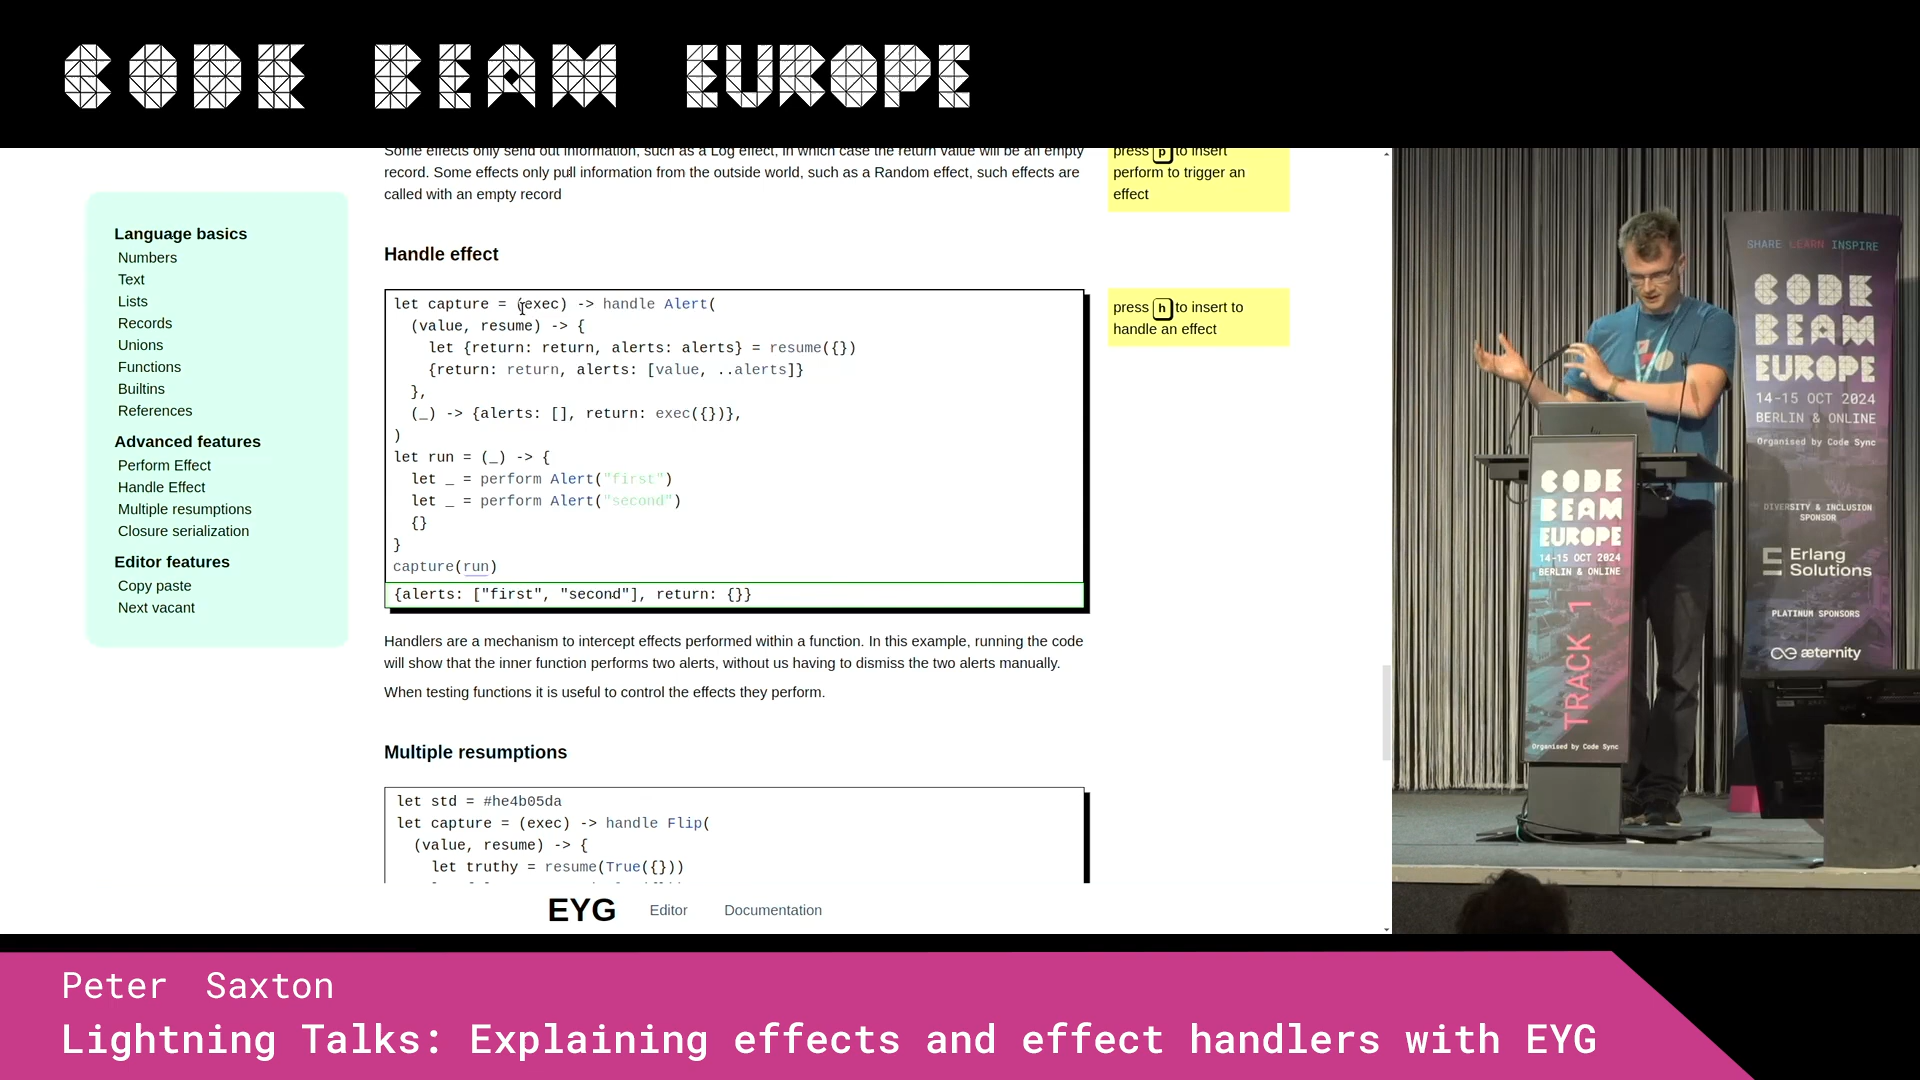 CODE BEAM EUROPE
Some effects only send out information, such as a Log effect, in which case the return value will be an empty
record. Some effects only pull information from the outside world, such as a Random effect, such effects are
called with an empty record
press p to insert
perform to trigger an
effect
Language basics
Numbers
Text
Lists
Records
Unions
Functions
Builtins
References
Advanced features
Perform Effect
Handle Effect
Multiple resumptions
Closure serialization
Editor features
Copy paste
Next vacant
Handle effect
let capture = (exec) -> handle Alert(
(value, resume) -> {
let {return: return, alerts: alerts} = resume({})
{return: return, alerts: [value, ..alerts]}
},
(_) -> {alerts: [], return: exec({})},
)
let run = (_) -> {
let _ = perform Alert("first")
let _ = perform Alert("second")
{}
}
capture(run)
{alerts: ["first", "second"], return: {}}
press h to insert to
handle an effect
Handlers are a mechanism to intercept effects performed within a function. In this example, running the code
will show that the inner function performs two alerts, without us having to dismiss the two alerts manually.
When testing functions it is useful to control the effects they perform.
Multiple resumptions
let std = #he4b05da
let capture = (exec) -> handle Flip(
(value, resume) -> {
let truthy = resume(True({}))
EYG
Editor
Documentation
SHARE LEARN INSPIRE
CODE
BEAM
EUROPE
14-15 OCT 2024
BERLIN & ONLINE
Organised by Code Sync
DIVERSITY & INCLUSION
SPONSOR
Erlang
Solutions
PLATINUM SPONSORS
æternity
CODE
BEAM
EUROPE
14-15 OCT 2024
BERLIN & ONLINE
TRACK 1
Organised by Code Sync
Peter Saxton
Lightning Talks: Explaining effects and effect handlers with EYG